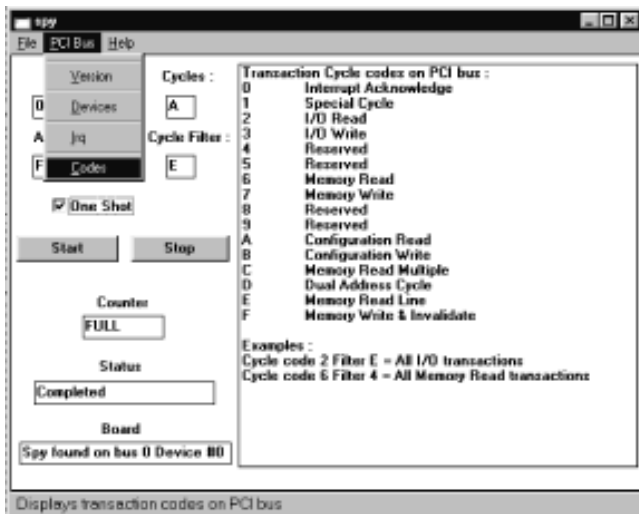 spy
File PCI Bus Help
Version
Devices
Irq
Codes
Cycles :
0
A
A
Cycle Filter :
F
E
One Shot
Start Stop
Counter
FULL
Status
Completed
Board
Spy found on bus 0 Device #0
Transaction Cycle codes on PCI bus :
0 Interrupt Acknowledge
1 Special Cycle
2 I/O Read
3 I/O Write
4 Reserved
5 Reserved
6 Memory Read
7 Memory Write
8 Reserved
9 Reserved
A Configuration Read
B Configuration Write
C Memory Read Multiple
D Dual Address Cycle
E Memory Read Line
F Memory Write & Invalidate
Examples :
Cycle code 2 Filter E = All I/O transactions
Cycle code 6 Filter 4 = All Memory Read transactions
Displays transaction codes on PCI bus